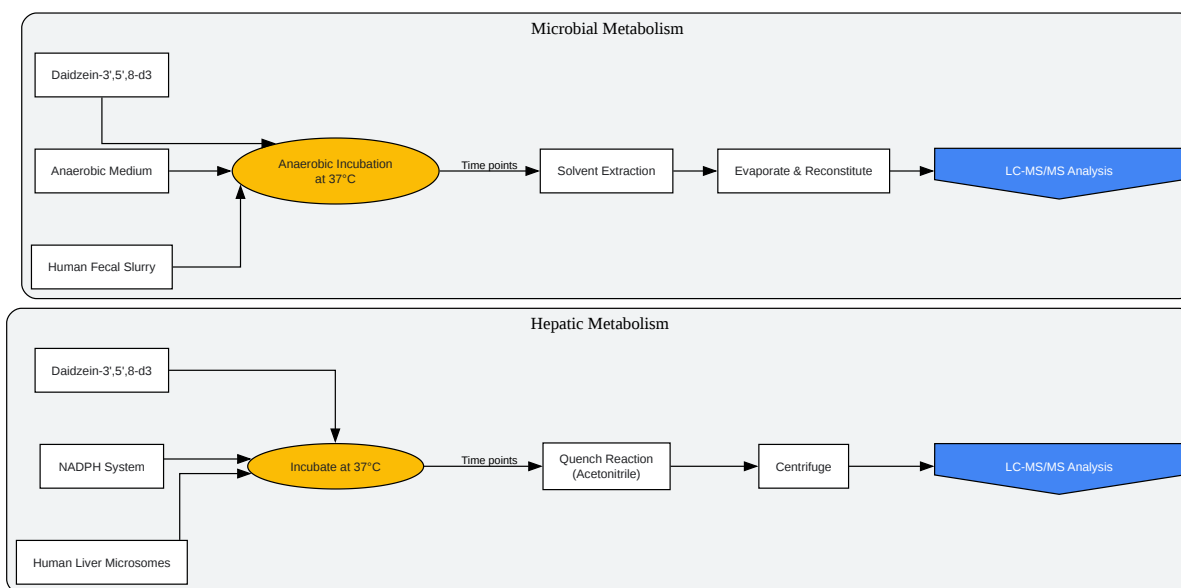 Microbial Metabolism
Daidzein-3',5',8-d3
Anaerobic Medium
Human Fecal Slurry
Anaerobic Incubation
at 37°C
Time points
Solvent Extraction
Evaporate & Reconstitute
LC-MS/MS Analysis
Hepatic Metabolism
Daidzein-3',5',8-d3
NADPH System
Human Liver Microsomes
Incubate at 37°C
Time points
Quench Reaction
(Acetonitrile)
Centrifuge
LC-MS/MS Analysis